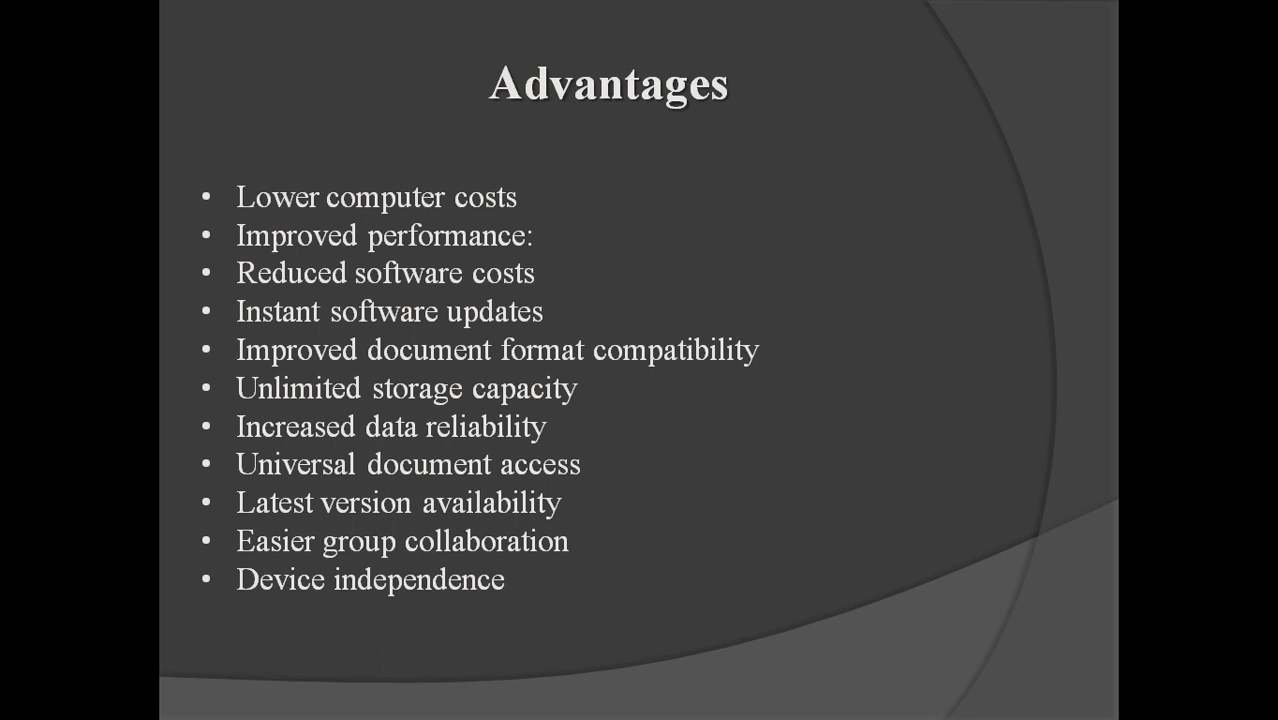 Advantages
• Lower computer costs
• Improved performance:
• Reduced software costs
• Instant software updates
• Improved document format compatibility
• Unlimited storage capacity
• Increased data reliability
• Universal document access
• Latest version availability
• Easier group collaboration
• Device independence